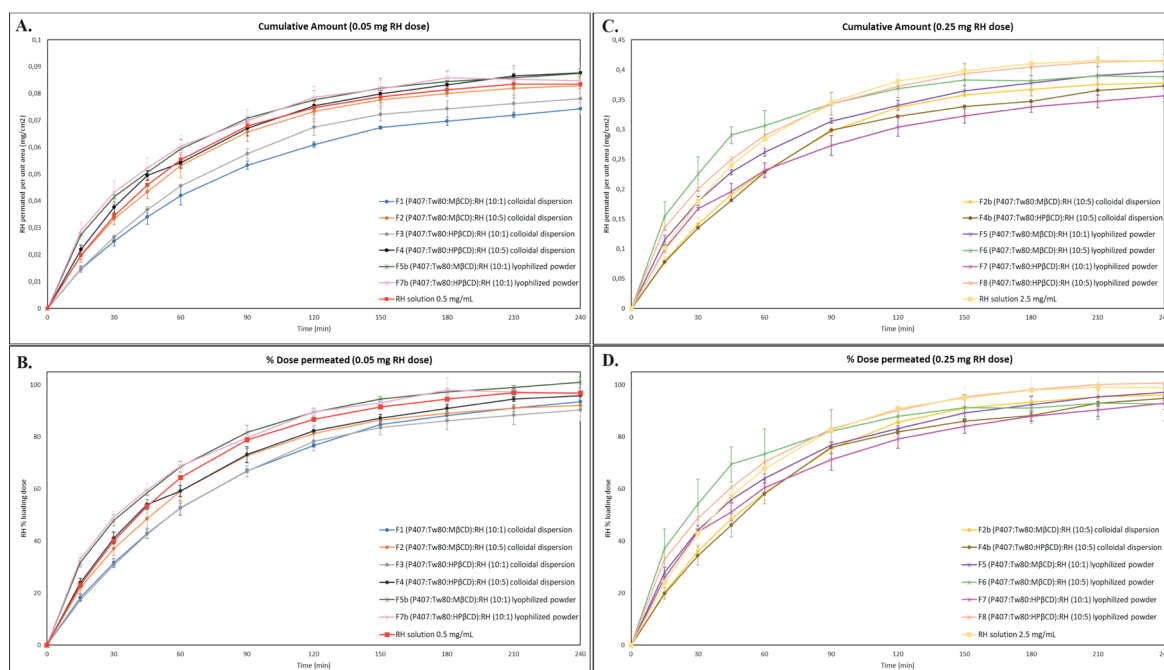 A.
Cumulative Amount (0.05 mg RH dose)
RH permated per unit area (mg/cm2)
0,1
0,09
0,08
0,07
0,06
0,05
0,04
0,03
0,02
0,01
0,00
0
30
60
90
120
150
180
210
240
Time (min)
F1 (P407:Tw80:MβCD):RH (10:1) colloidal dispersion
F2 (P407:Tw80:MβCD):RH (10:5) colloidal dispersion
F3 (P407:Tw80:HPβCD):RH (10:1) colloidal dispersion
F4 (P407:Tw80:HPβCD):RH (10:5) colloidal dispersion
F5b (P407:Tw80:MβCD):RH (10:1) lyophilized powder
F7b (P407:Tw80:HPβCD):RH (10:1) lyophilized powder
RH solution 0.5 mg/mL
C.
Cumulative Amount (0.25 mg RH dose)
RH permated per unit area (mg/cm2)
0,45
0,4
0,35
0,3
0,25
0,2
0,15
0,1
0,05
0,00
0
30
60
90
120
150
180
210
240
Time (min)
F2b (P407:Tw80:MβCD):RH (10:5) colloidal dispersion
F4b (P407:Tw80:HPβCD):RH (10:5) colloidal dispersion
F5 (P407:Tw80:MβCD):RH (10:1) lyophilized powder
F6 (P407:Tw80:MβCD):RH (10:5) lyophilized powder
F7 (P407:Tw80:HPβCD):RH (10:1) lyophilized powder
F8 (P407:Tw80:HPβCD):RH (10:5) lyophilized powder
RH solution 2.5 mg/mL
B.
% Dose permeated (0.05 mg RH dose)
RH % loading dose
100
80
60
40
20
0
0
30
60
90
120
150
180
210
240
Time (min)
F1 (P407:Tw80:MβCD):RH (10:1) colloidal dispersion
F2 (P407:Tw80:MβCD):RH (10:5) colloidal dispersion
F3 (P407:Tw80:HPβCD):RH (10:1) colloidal dispersion
F4 (P407:Tw80:HPβCD):RH (10:5) colloidal dispersion
F5b (P407:Tw80:MβCD):RH (10:1) lyophilized powder
F7b (P407:Tw80:HPβCD):RH (10:1) lyophilized powder
RH solution 0.5 mg/mL
D.
% Dose permeated (0.25 mg RH dose)
RH % loading dose
100
80
60
40
20
0
0
30
60
90
120
150
180
210
240
Time (min)
F2b (P407:Tw80:MβCD):RH (10:5) colloidal dispersion
F4b (P407:Tw80:HPβCD):RH (10:5) colloidal dispersion
F5 (P407:Tw80:MβCD):RH (10:1) lyophilized powder
F6 (P407:Tw80:MβCD):RH (10:5) lyophilized powder
F7 (P407:Tw80:HPβCD):RH (10:1) lyophilized powder
F8 (P407:Tw80:HPβCD):RH (10:5) lyophilized powder
RH solution 2.5 mg/mL